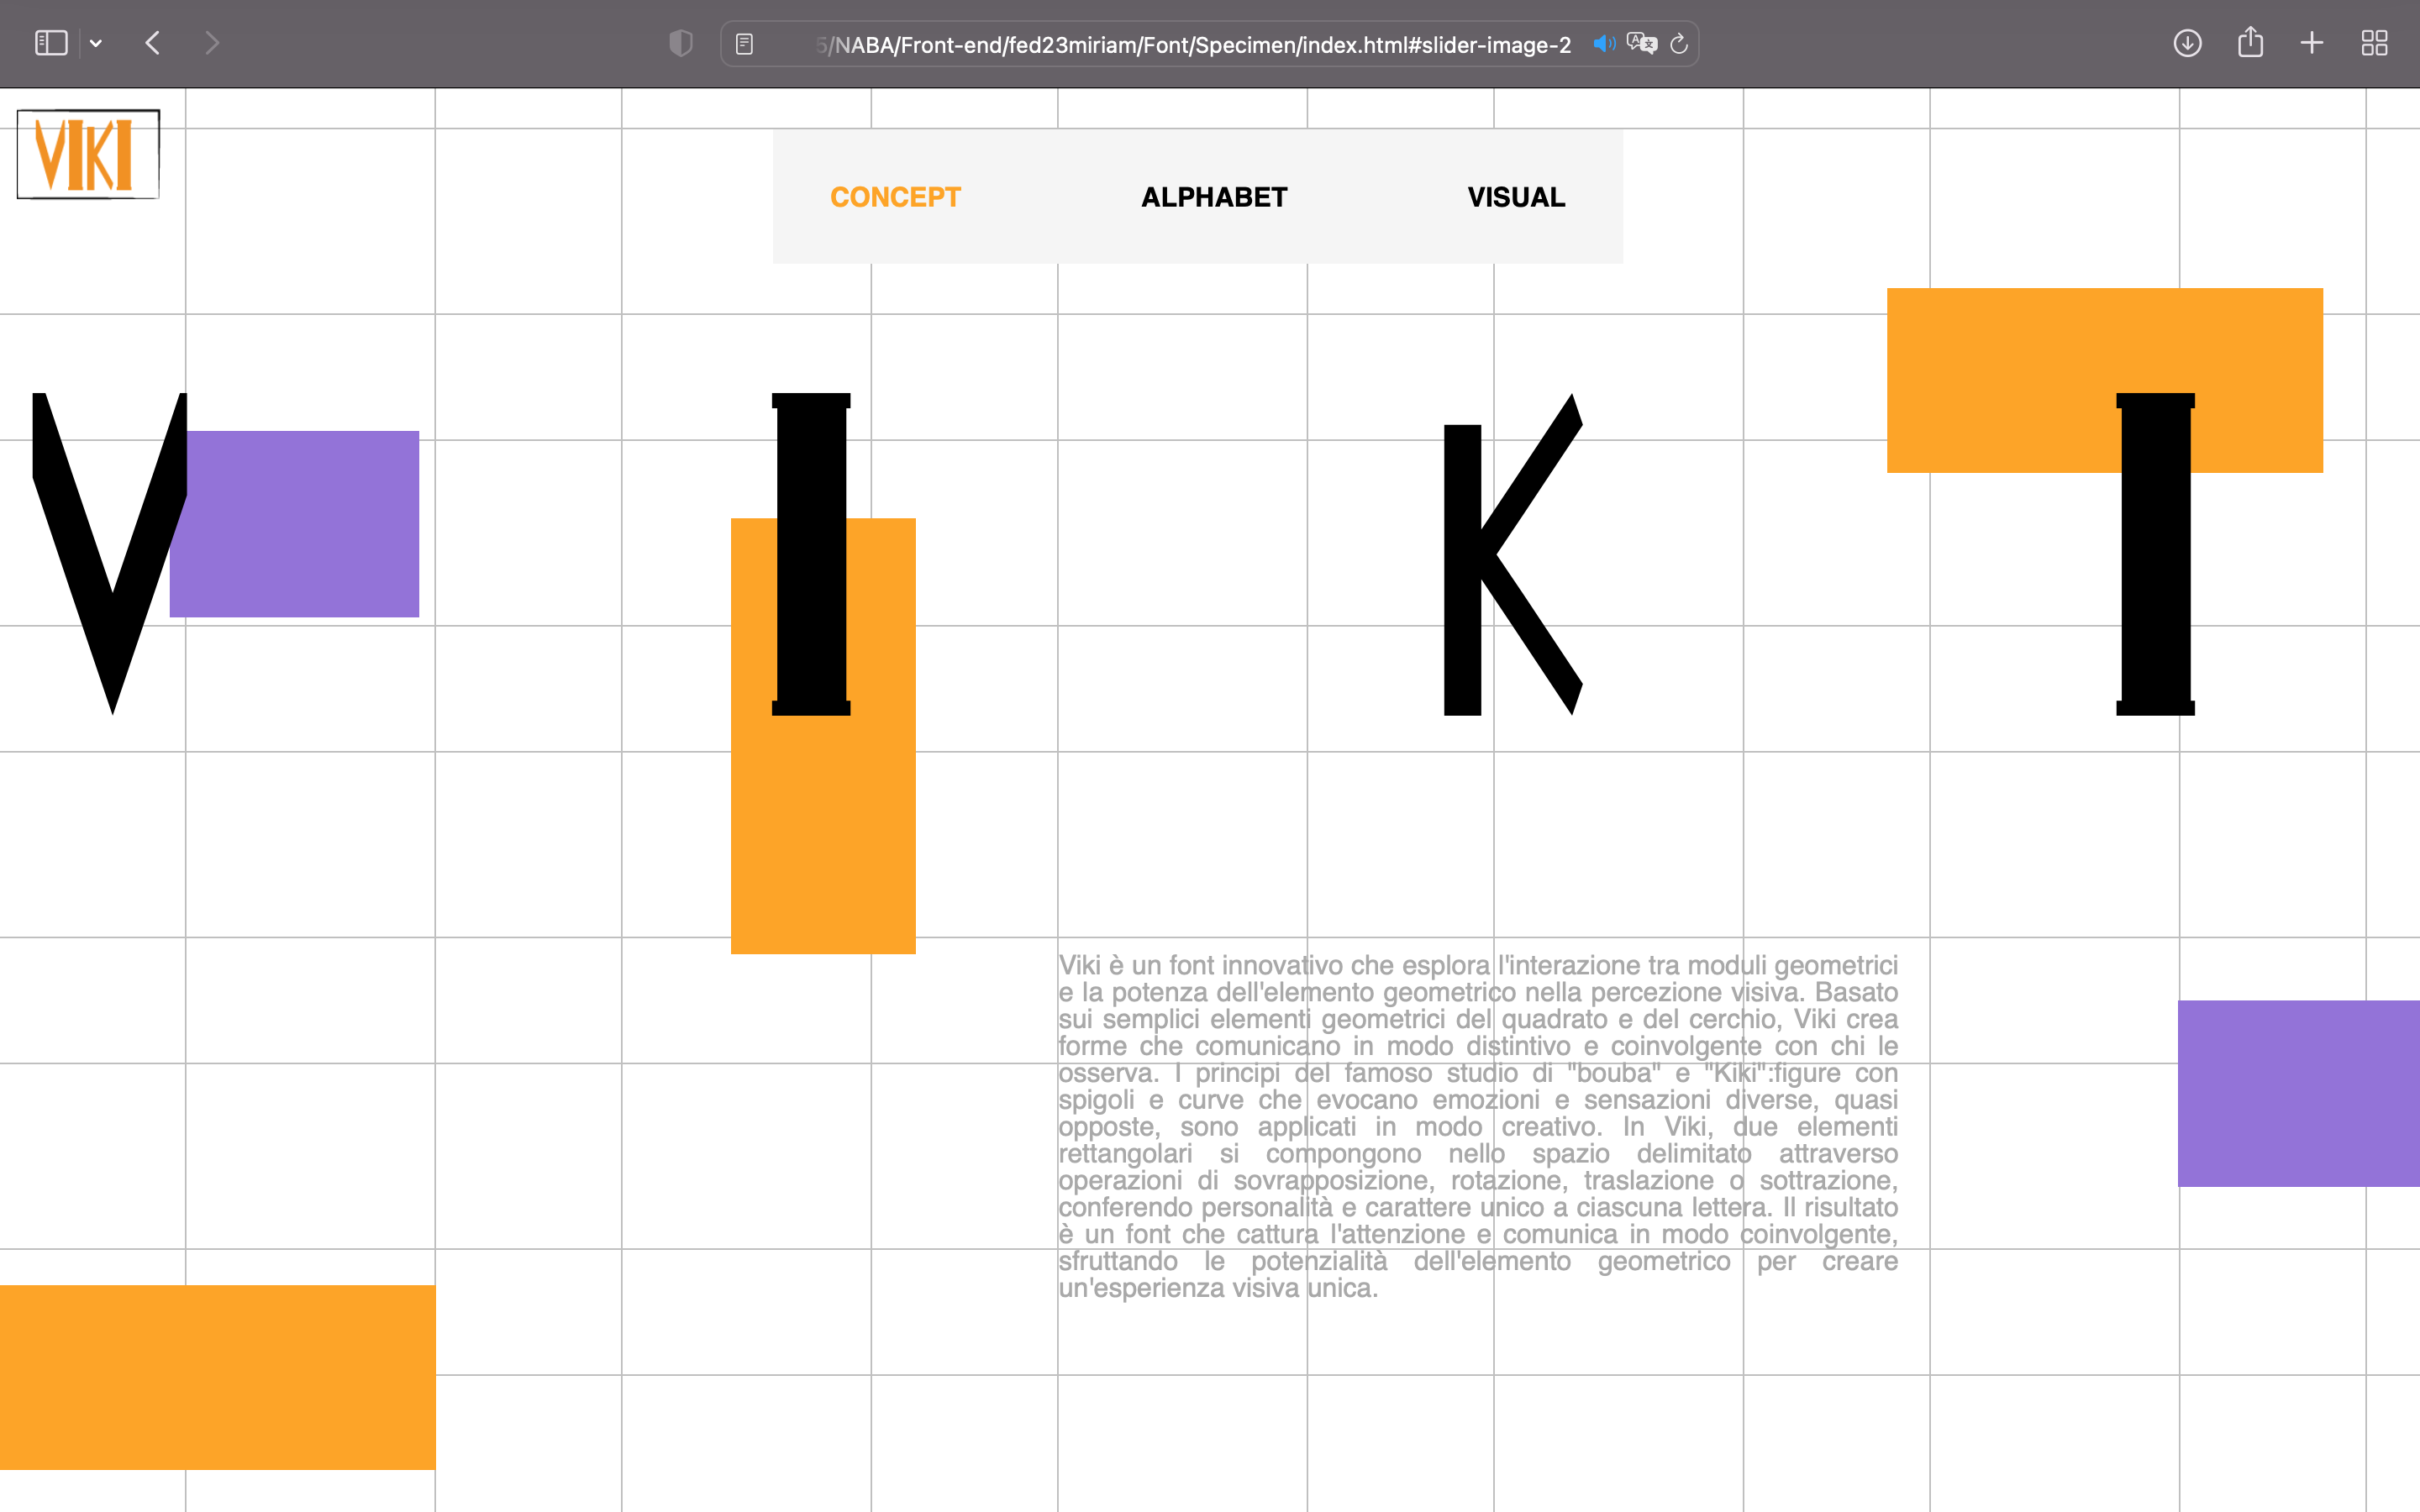 5/NABA/Front-end/fed23miriam/Font/Specimen/index.html#slider-image-2
VIKI
CONCEPT ALPHABET VISUAL
V I K I
Viki è un font innovativo che esplora l'interazione tra moduli geometrici
e la potenza dell'elemento geometrico nella percezione visiva. Basato
sui semplici elementi geometrici del quadrato e del cerchio, Viki crea
forme che comunicano in modo distintivo e coinvolgente con chi le
osserva. I principi del famoso studio di "bouba" e "Kiki":figure con
spigoli e curve che evocano emozioni e sensazioni diverse, quasi
opposte, sono applicati in modo creativo. In Viki, due elementi
rettangolari si compongono nello spazio delimitato attraverso
operazioni di sovrapposizione, rotazione, traslazione o sottrazione,
conferendo personalità e carattere unico a ciascuna lettera. Il risultato
è un font che cattura l'attenzione e comunica in modo coinvolgente,
sfruttando le potenzialità dell'elemento geometrico per creare
un'esperienza visiva unica.